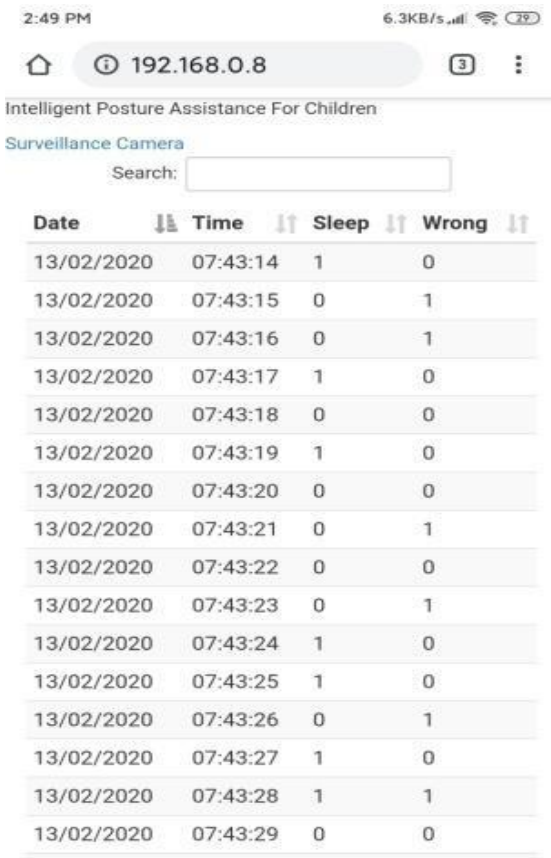 2:49 PM 6.3KB/s 29
192.168.0.8 3
Intelligent Posture Assistance For Children
Surveillance Camera
Search:
Date Time Sleep Wrong
13/02/2020 07:43:14 1 0
13/02/2020 07:43:15 0 1
13/02/2020 07:43:16 0 1
13/02/2020 07:43:17 1 0
13/02/2020 07:43:18 0 0
13/02/2020 07:43:19 1 0
13/02/2020 07:43:20 0 0
13/02/2020 07:43:21 0 1
13/02/2020 07:43:22 0 0
13/02/2020 07:43:23 0 1
13/02/2020 07:43:24 1 0
13/02/2020 07:43:25 1 0
13/02/2020 07:43:26 0 1
13/02/2020 07:43:27 1 0
13/02/2020 07:43:28 1 1
13/02/2020 07:43:29 0 0